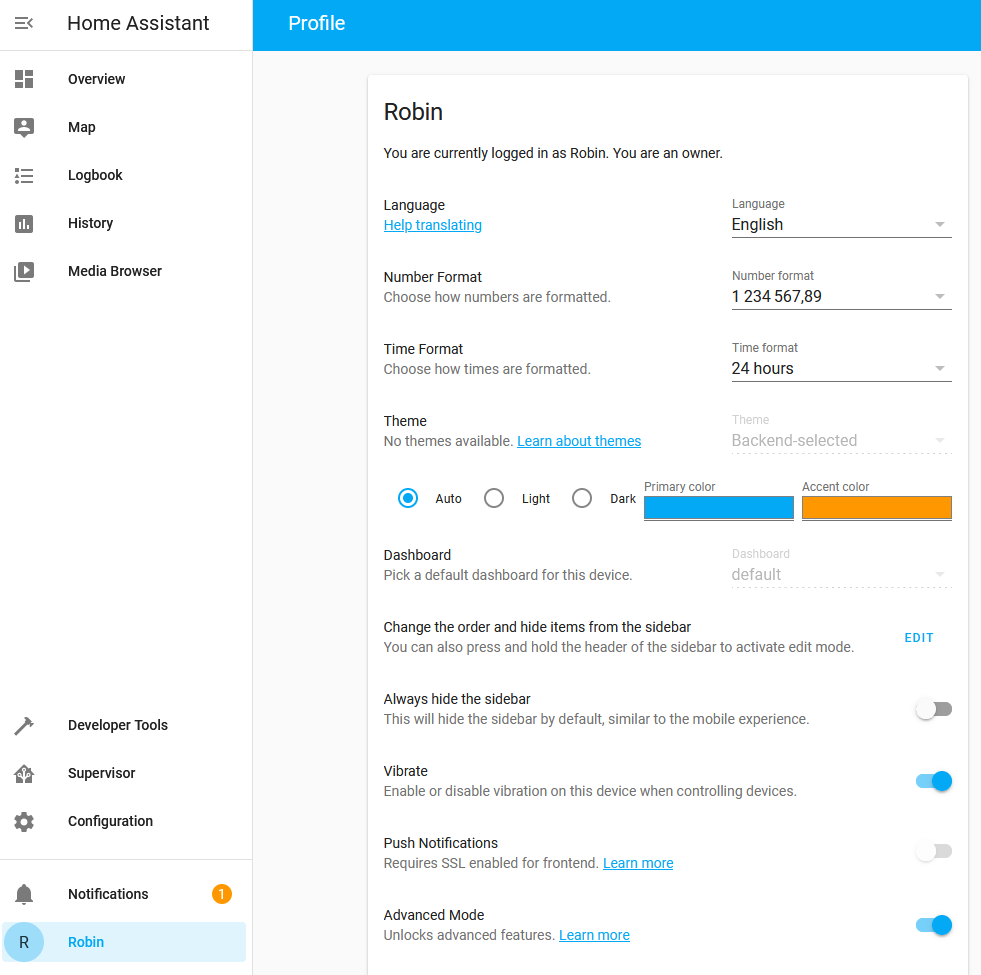 Home Assistant
Profile
Overview
Map
Logbook
History
Media Browser
Developer Tools
Supervisor
Configuration
Notifications
1
R
Robin
Robin
You are currently logged in as Robin. You are an owner.
Language
Help translating
Language
English
Number Format
Choose how numbers are formatted.
Number format
1 234 567,89
Time Format
Choose how times are formatted.
Time format
24 hours
Theme
No themes available. Learn about themes
Theme
Backend-selected
Auto
Light
Dark
Primary color
Accent color
Dashboard
Pick a default dashboard for this device.
Dashboard
default
Change the order and hide items from the sidebar
You can also press and hold the header of the sidebar to activate edit mode.
EDIT
Always hide the sidebar
This will hide the sidebar by default, similar to the mobile experience.
Vibrate
Enable or disable vibration on this device when controlling devices.
Push Notifications
Requires SSL enabled for frontend. Learn more
Advanced Mode
Unlocks advanced features. Learn more